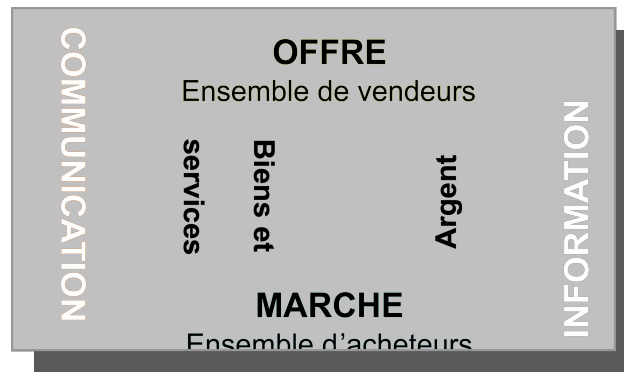 OFFRE
Ensemble de vendeurs
COMMUNICATION
Biens et
services
Argent
INFORMATION
MARCHE
Ensemble d’acheteurs